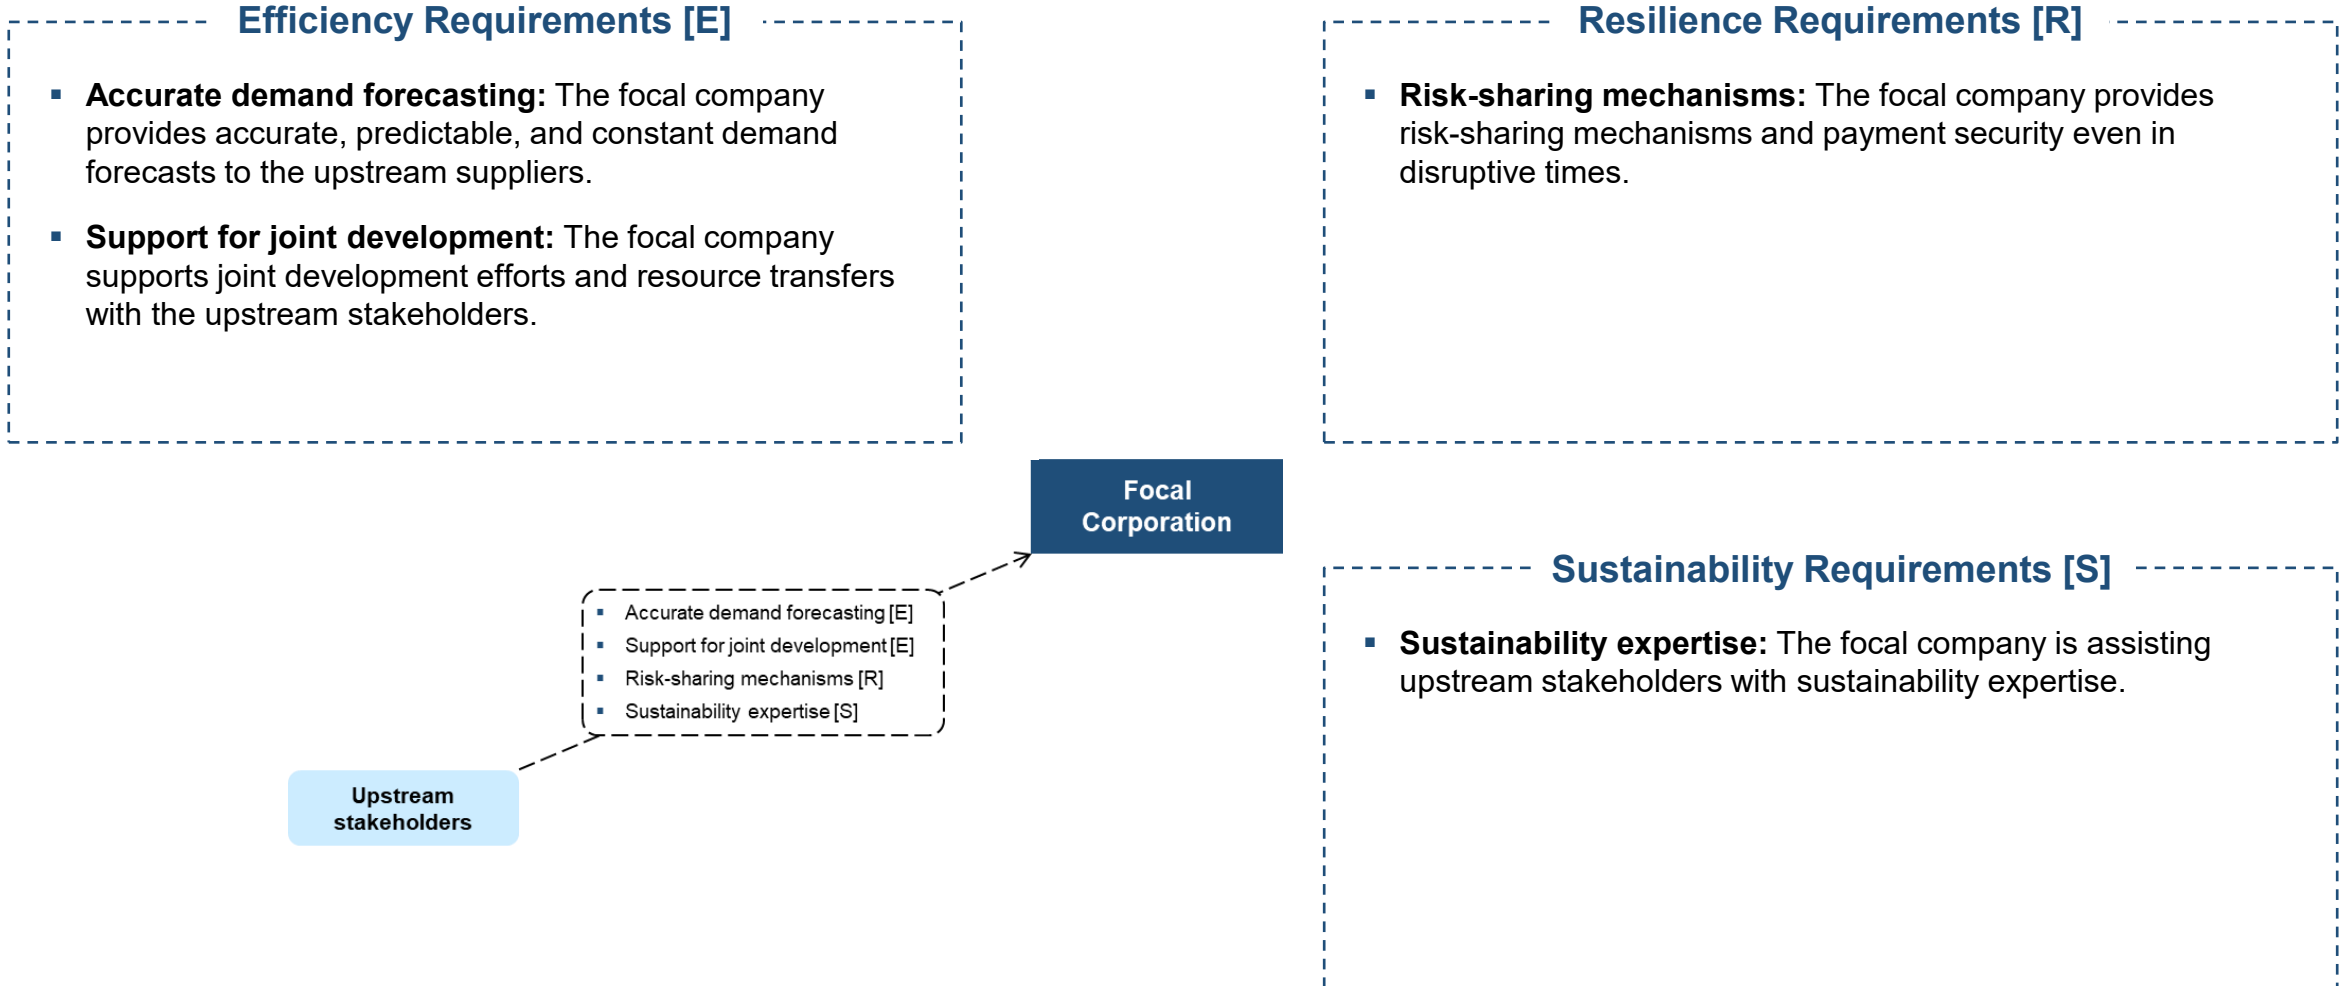 Efficiency Requirements [E]
▪ Accurate demand forecasting: The focal company
provides accurate, predictable, and constant demand
forecasts to the upstream suppliers.
▪ Support for joint development: The focal company
supports joint development efforts and resource transfers
with the upstream stakeholders.
Resilience Requirements [R]
▪ Risk-sharing mechanisms: The focal company provides
risk-sharing mechanisms and payment security even in
disruptive times.
Focal
Corporation
▪ Accurate demand forecasting [E]
▪ Support for joint development [E]
▪ Risk-sharing mechanisms [R]
▪ Sustainability expertise [S]
Upstream
stakeholders
Sustainability Requirements [S]
▪ Sustainability expertise: The focal company is assisting
upstream stakeholders with sustainability expertise.